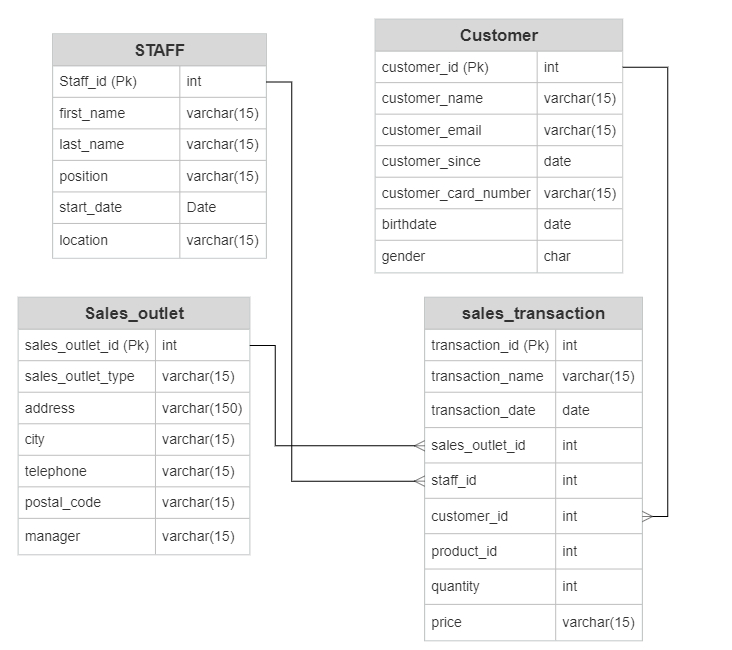 STAFF
Staff_id (Pk) int
first_name varchar(15)
last_name varchar(15)
position varchar(15)
start_date Date
location varchar(15)
Customer
customer_id (Pk) int
customer_name varchar(15)
customer_email varchar(15)
customer_since date
customer_card_number varchar(15)
birthdate date
gender char
Sales_outlet
sales_outlet_id (Pk) int
sales_outlet_type varchar(15)
address varchar(150)
city varchar(15)
telephone varchar(15)
postal_code varchar(15)
manager varchar(15)
sales_transaction
transaction_id (Pk) int
transaction_name varchar(15)
transaction_date date
sales_outlet_id int
staff_id int
customer_id int
product_id int
quantity int
price varchar(15)